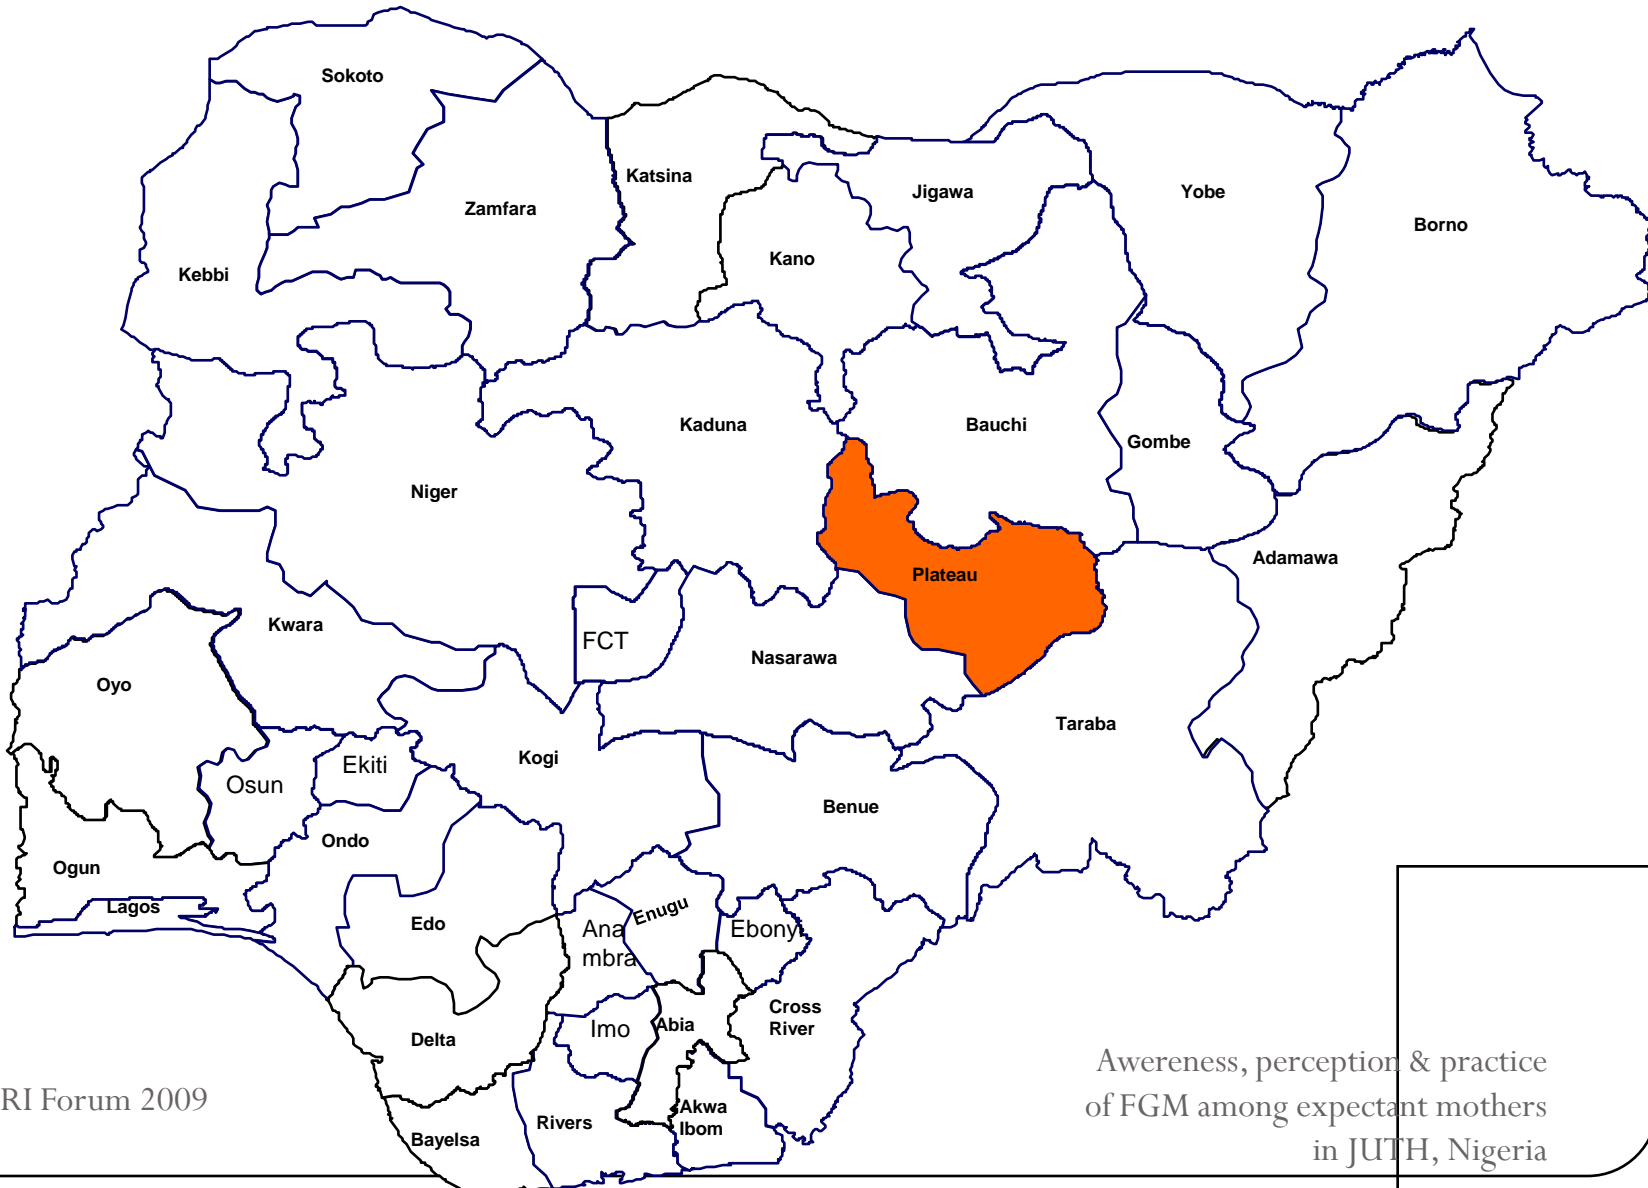 Sokoto
Katsina
Jigawa
Yobe
Zamfara
Borno
Kano
Kebbi
Kaduna
Bauchi
Gombe
Niger
Adamawa
Plateau
Kwara
FCT
Nasarawa
Oyo
Taraba
Kogi
Ekiti
Osun
Benue
Ondo
Ogun
Lagos
Edo
Enugu
Ana
mbra
Ebonyi
Cross
River
Imo
Abia
Delta
Akwa
Ibom
Rivers
Bayelsa
RI Forum 2009
Awereness, perception & practice
of FGM among expectant mothers
in JUTH, Nigeria